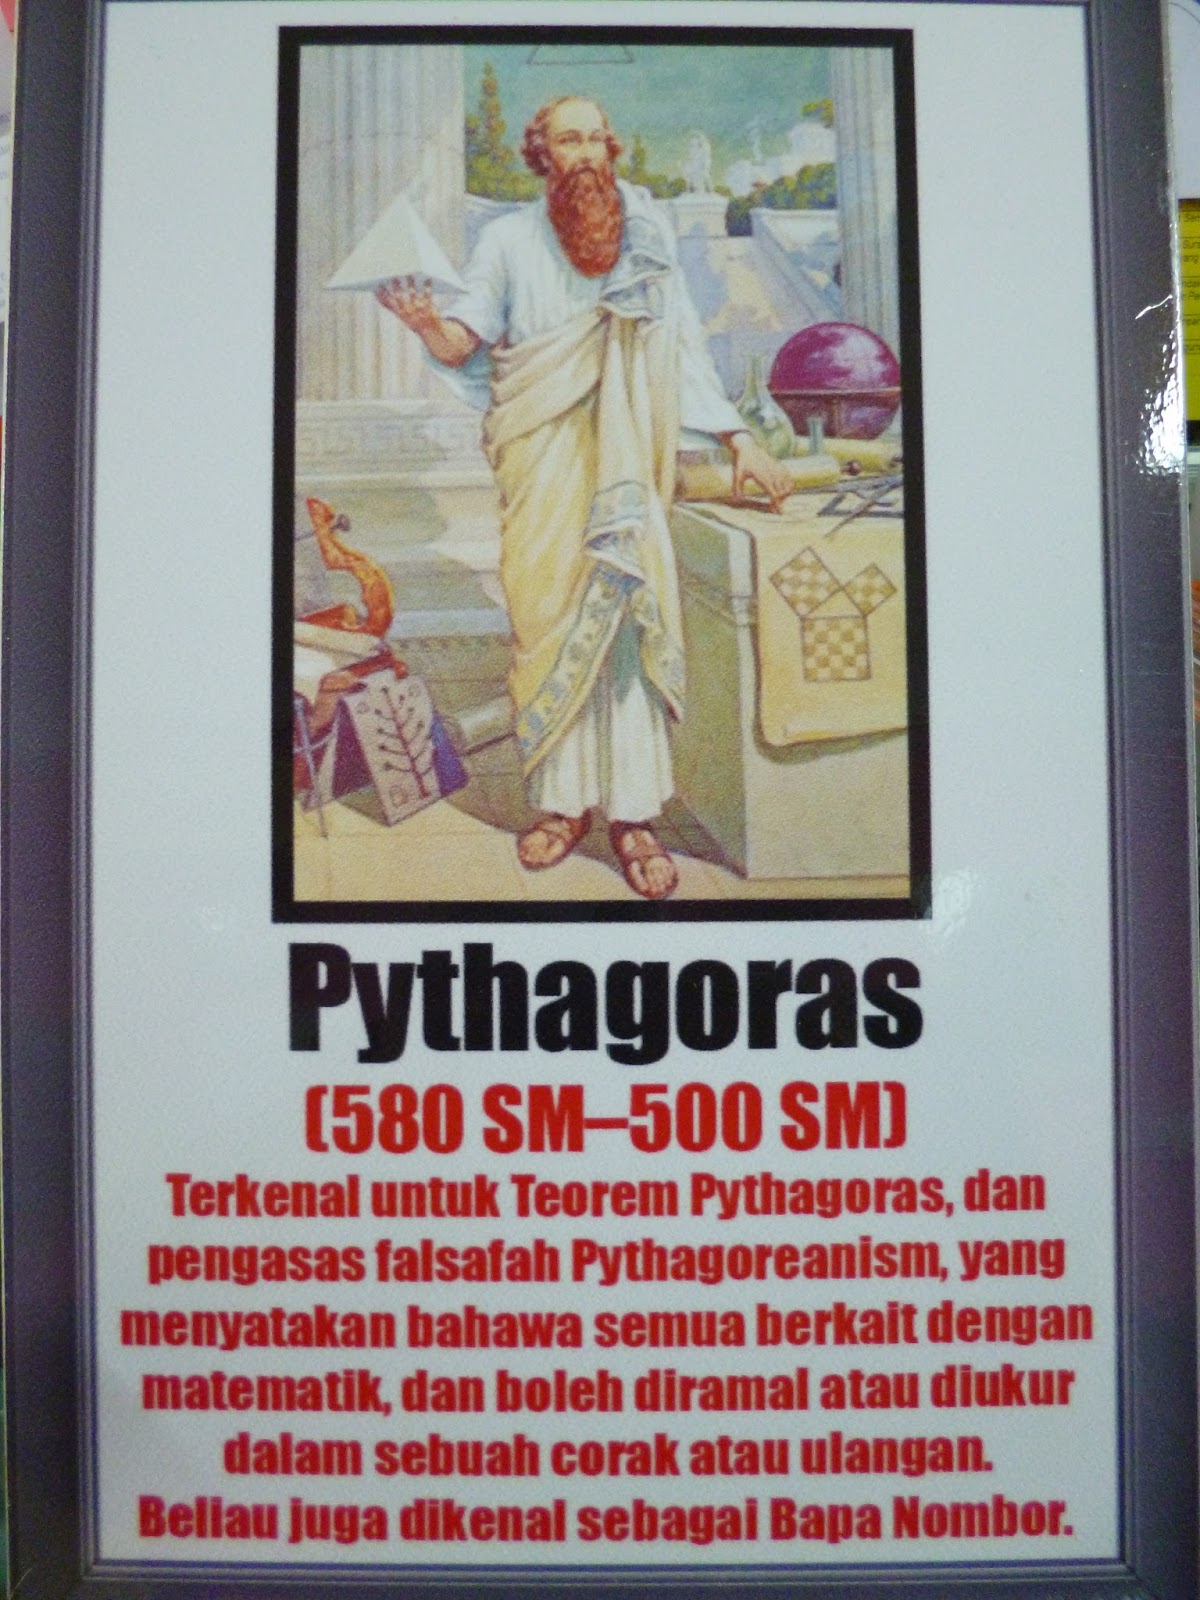 Pythagoras
(580 SM–500 SM)
Terkenal untuk Teorem Pythagoras, dan
pengasas falsafah Pythagoreanism, yang
menyatakan bahawa semua berkait dengan
matematik, dan boleh diramal atau diukur
dalam sebuah corak atau ulangan.
Beliau juga dikenal sebagai Bapa Nombor.